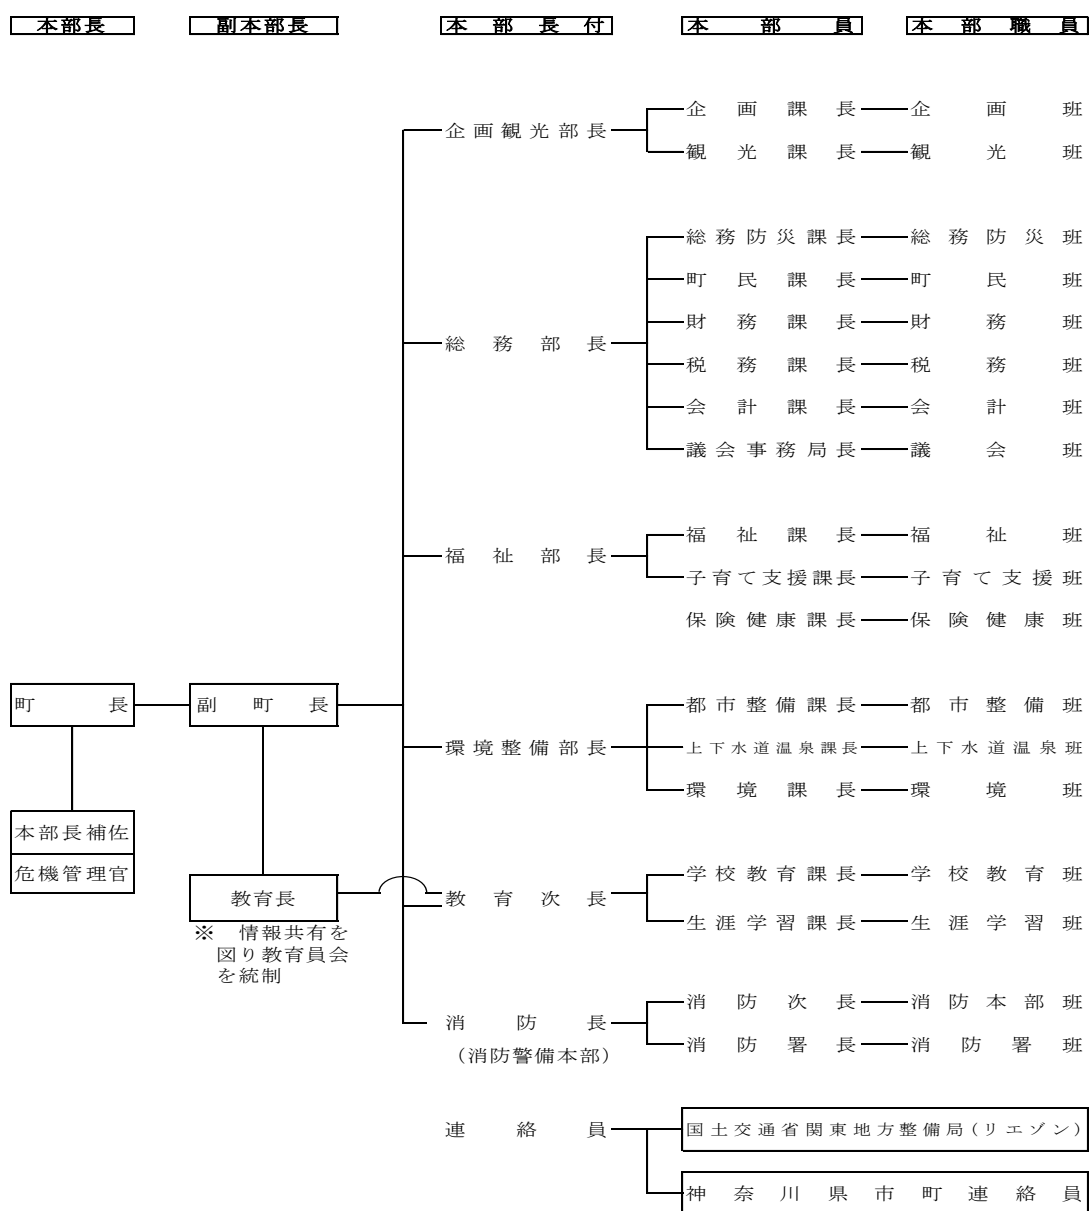 本部長 副本部長 本部長付 本部員 本部職員
企画課長 企画班
企画観光部長
観光課長 観光班
総務防災課長 総務防災班
町民課長 町民班
財務課長 財務班
総務部長
税務課長 税務班
会計課長 会計班
議会事務局長 議会班
福祉課長 福祉班
福祉部長
子育て支援課長 子育て支援班
保険健康課長 保険健康班
町長 副町長 都市整備課長 都市整備班
環境整備部長 上下水道温泉課長 上下水道温泉班
環境課長 環境班
本部長補佐
危機管理官
学校教育課長 学校教育班
教育長 教育次長
生涯学習課長 生涯学習班
※ 情報共有を
図り教育員会
を統制
消防次長 消防本部班
消防長
消防署長 消防署班
(消防警備本部)
連絡員 国土交通省関東地方整備局(リエゾン)
神奈川県市町連絡員